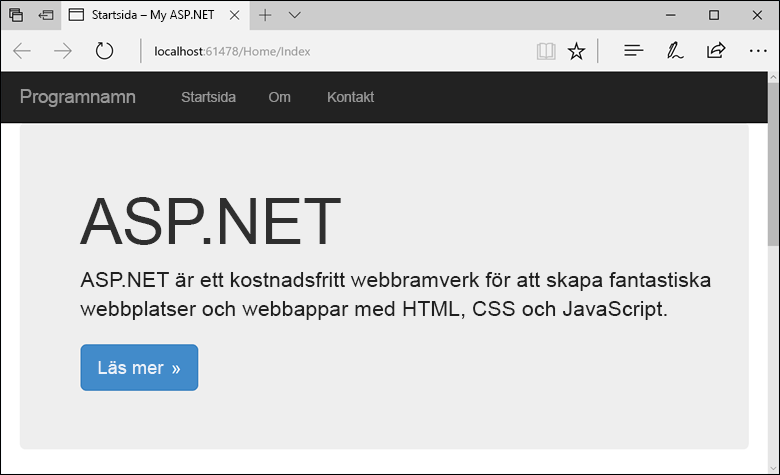 Startsida – My ASP.NET
localhost:61478/Home/Index
Programnamn Startsida Om Kontakt
ASP.NET
ASP.NET är ett kostnadsfritt webbramverk för att skapa fantastiska
webbplatser och webbappar med HTML, CSS och JavaScript.
Läs mer »